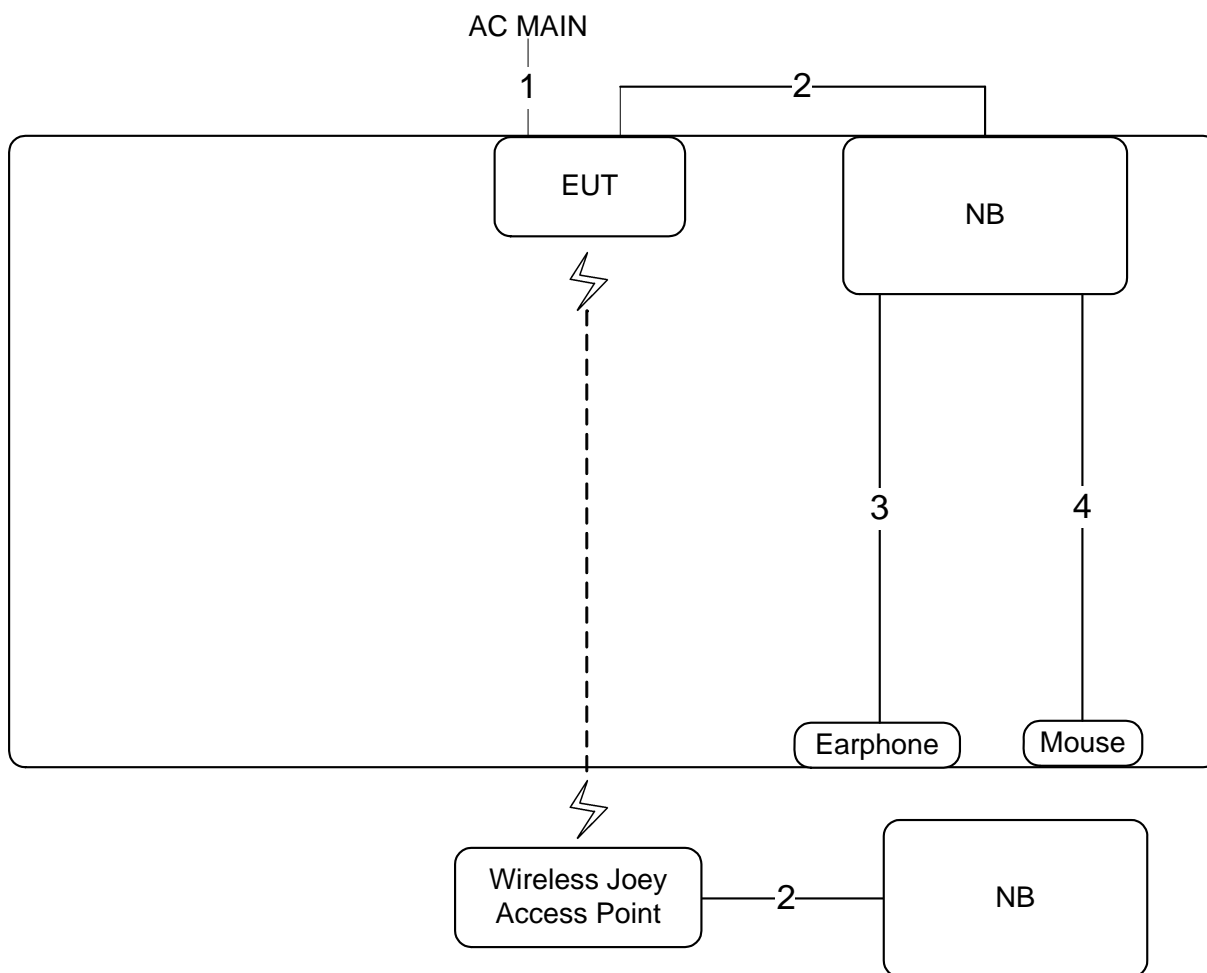 AC MAIN
1
2
EUT
NB
3
4
Earphone
Mouse
Wireless Joey
Access Point
2
NB